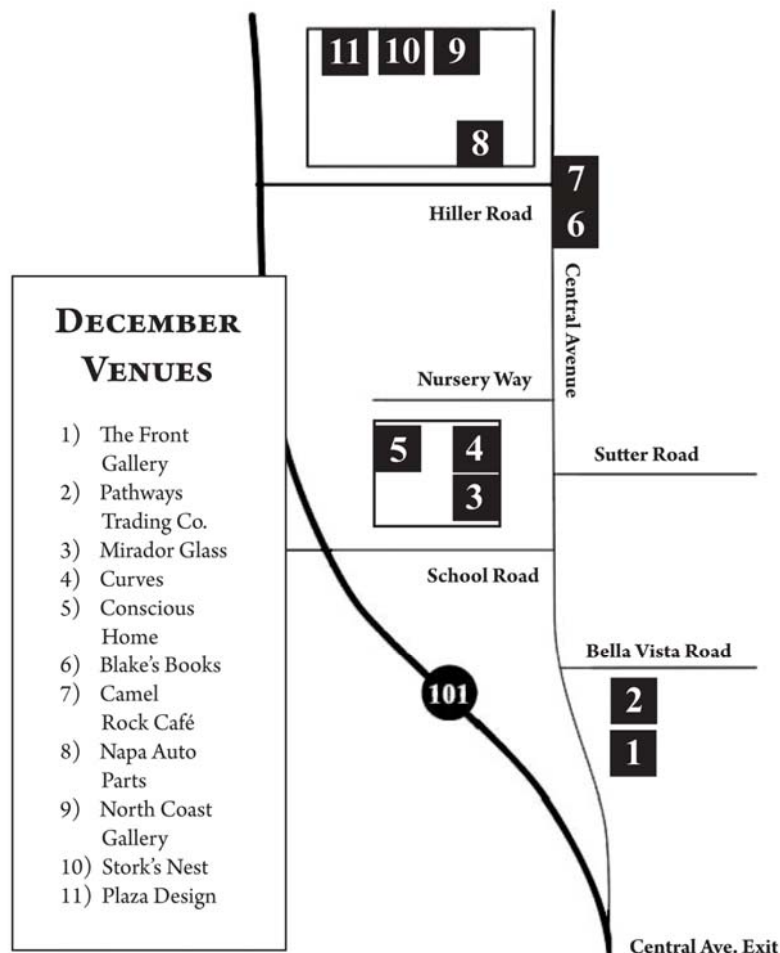 11 10 9
8
7
Hiller Road
6
Central Avenue
Nursery Way
5 4
Sutter Road
3
School Road
Bella Vista Road
101
2
1
Central Ave. Exit
December
Venues
1) The Front
Gallery
2) Pathways
Trading Co.
3) Mirador Glass
4) Curves
5) Conscious
Home
6) Blake's Books
7) Camel
Rock Café
8) Napa Auto
Parts
9) North Coast
Gallery
10) Stork's Nest
11) Plaza Design